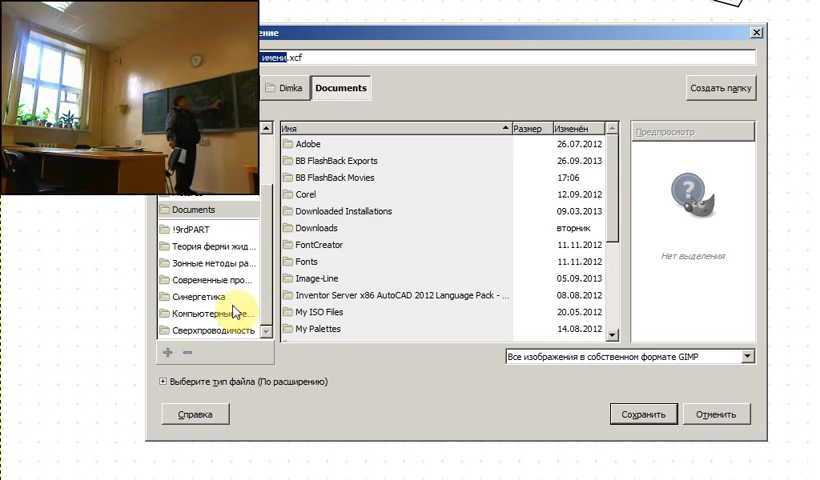 ение
имени.xcf
Dimka
Documents
Создать папку
Имя
Размер
Изменён
Предпросмотр
Documents
!9rdPART
Теория ферми жид...
Зонные методы ра...
Современные про...
Синергетика
Сверхпроводимость
Adobe 26.07.2012
BB FlashBack Exports 26.09.2013
BB FlashBack Movies 17:06
Corel 12.09.2012
Downloaded Installations 09.03.2013
Downloads вторник
FontCreator 11.11.2012
Fonts 11.11.2012
Image-Line 05.09.2013
Inventor Server x86 AutoCAD 2012 Language Pack - ... 08.08.2012
My ISO Files 20.05.2012
My Palettes 14.08.2012
Нет выделения
Все изображения в собственном формате GIMP
Выберите тип файла (По расширению)
Справка
Сохранить
Отменить